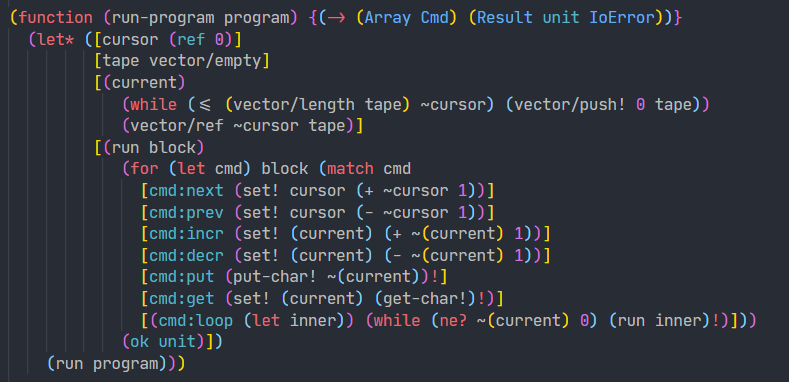 (function (run-program program) {(-> (Array Cmd) (Result unit IoError))}
  (let* ([cursor (ref 0)]
         [tape vector/empty]
         [(current)
            (while (<= (vector/length tape) ~cursor) (vector/push! 0 tape))
            (vector/ref ~cursor tape)]
         [(run block)
            (for (let cmd) block (match cmd
              [cmd:next (set! cursor (+ ~cursor 1))]
              [cmd:prev (set! cursor (- ~cursor 1))]
              [cmd:incr (set! (current) (+ ~(current) 1))]
              [cmd:decr (set! (current) (- ~(current) 1))]
              [cmd:put (put-char! ~(current))!]
              [cmd:get (set! (current) (get-char!)!)]
              [(cmd:loop (let inner)) (while (ne? ~(current) 0) (run inner)!)]))
            (ok unit)])
    (run program)))